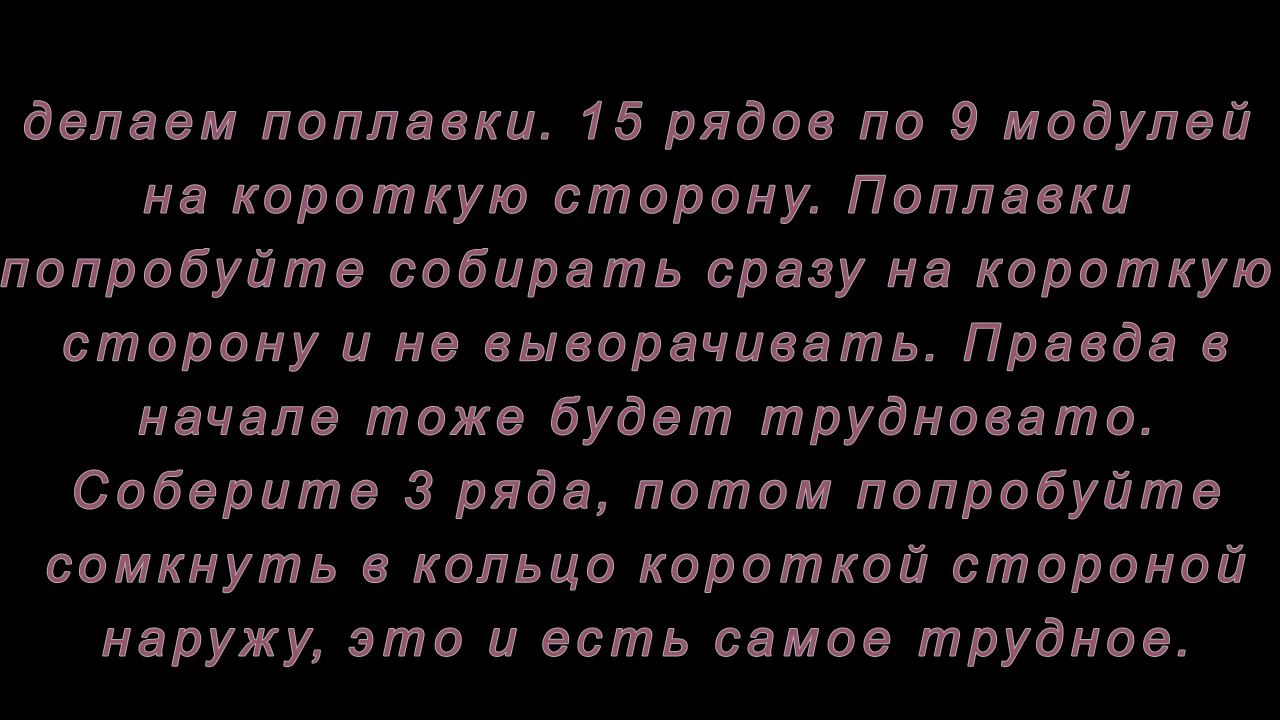 делаем поплавки. 15 рядов по 9 модулей
на короткую сторону. Поплавки
попробуйте собирать сразу на короткую
сторону и не выворачивать. Правда в
начале тоже будет трудновато.
Соберите 3 ряда, потом попробуйте
сомкнуть в кольцо короткой стороной
наружу, это и есть самое трудное.